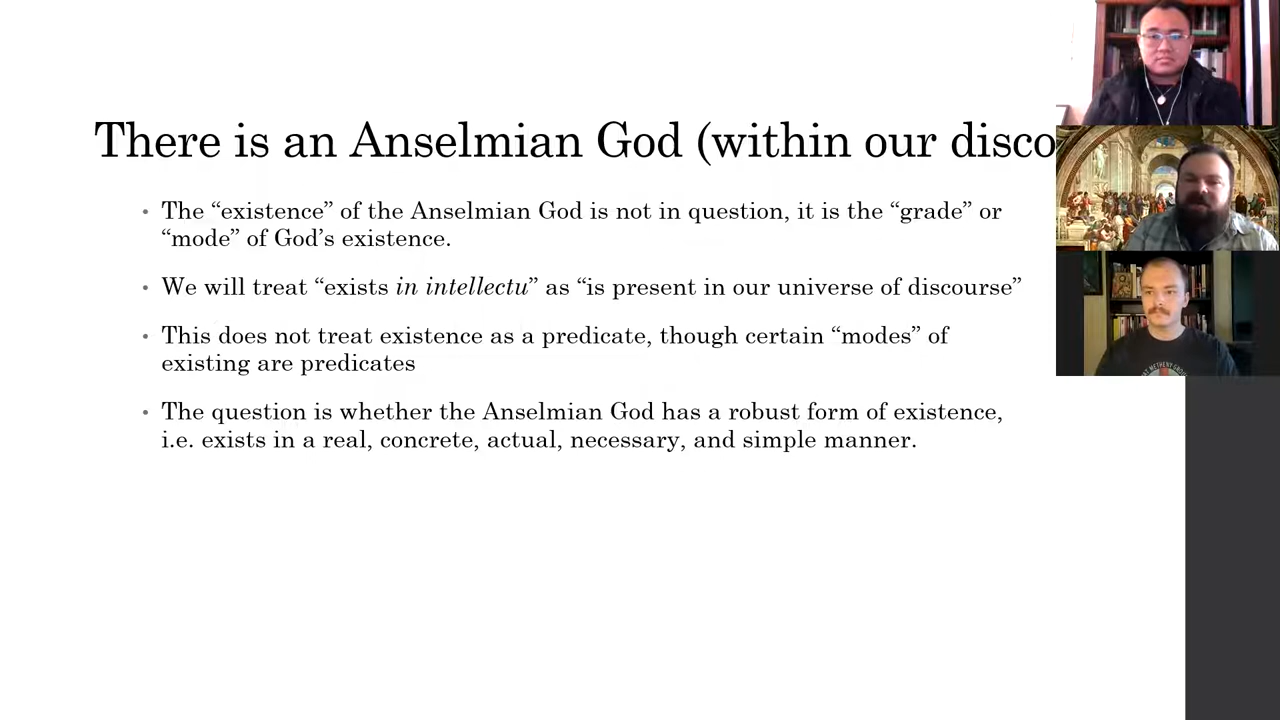 There is an Anselmian God (within our disco
• The “existence” of the Anselmian God is not in question, it is the “grade” or
“mode” of God’s existence.
• We will treat “exists in intellectu” as “is present in our universe of discourse”
• This does not treat existence as a predicate, though certain “modes” of
existing are predicates
• The question is whether the Anselmian God has a robust form of existence,
i.e. exists in a real, concrete, actual, necessary, and simple manner.